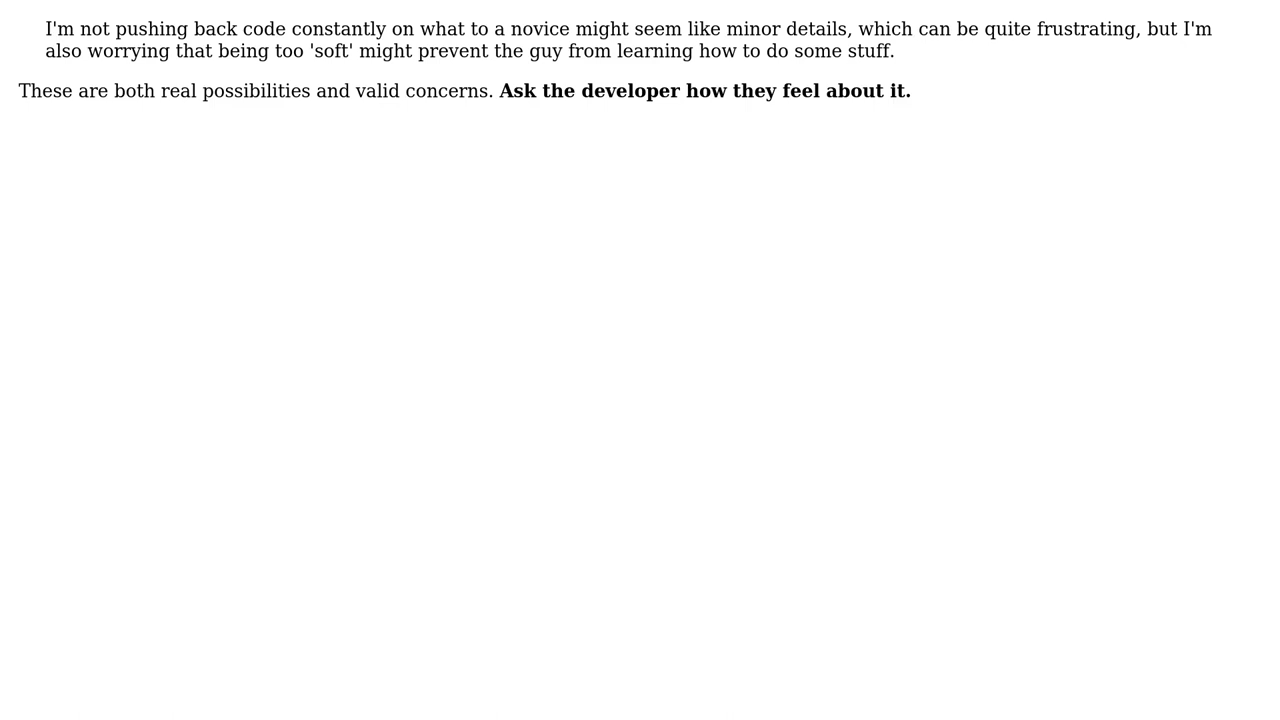 I'm not pushing back code constantly on what to a novice might seem like minor details, which can be quite frustrating, but I'm
also worrying that being too 'soft' might prevent the guy from learning how to do some stuff.
These are both real possibilities and valid concerns. Ask the developer how they feel about it.